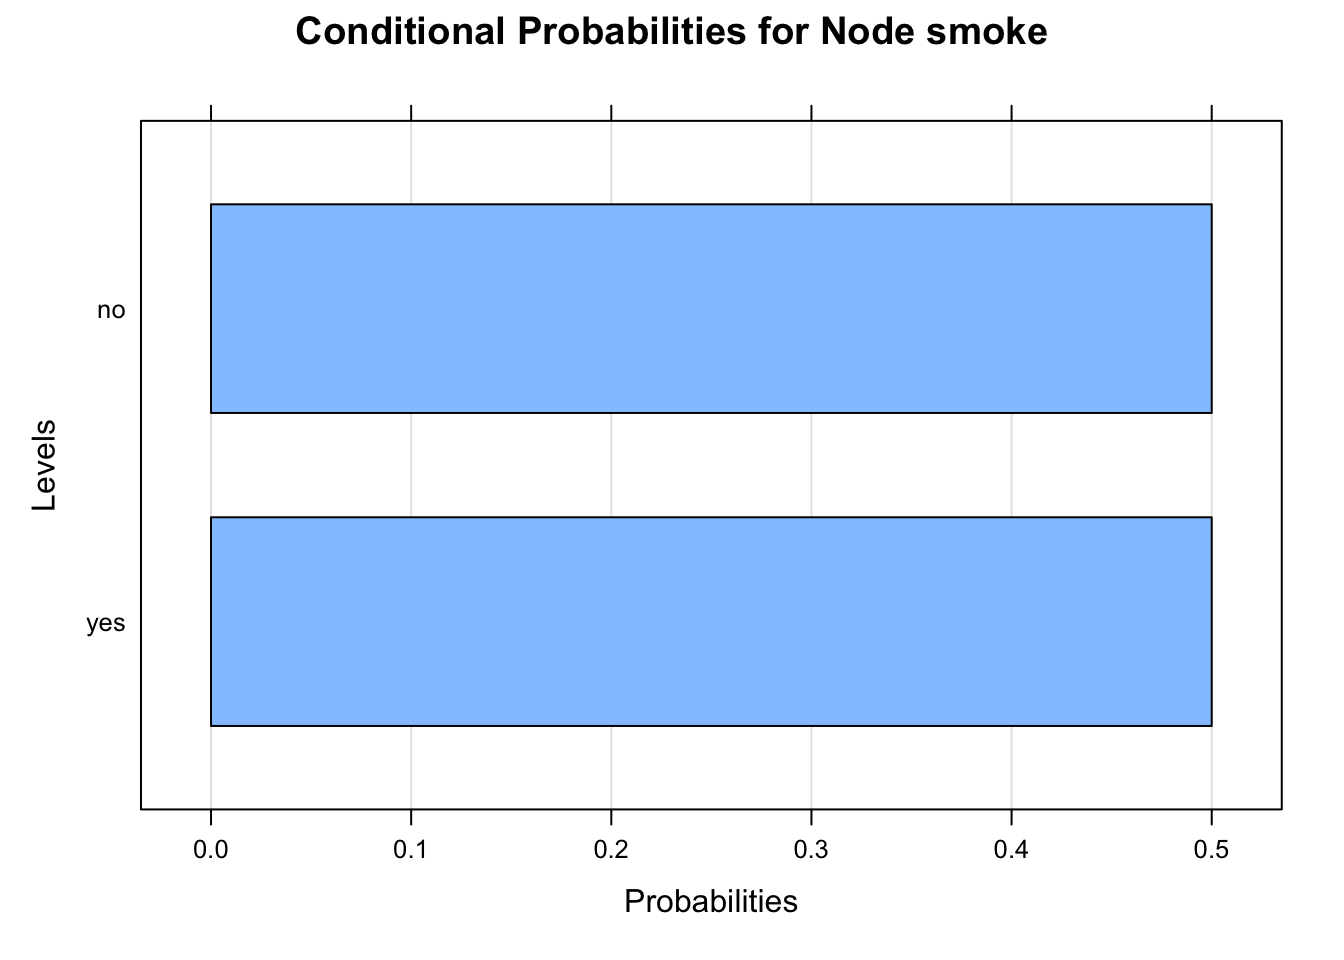 Conditional Probabilities for Node smoke
no
Levels
yes
0.0 0.1 0.2 0.3 0.4 0.5
Probabilities